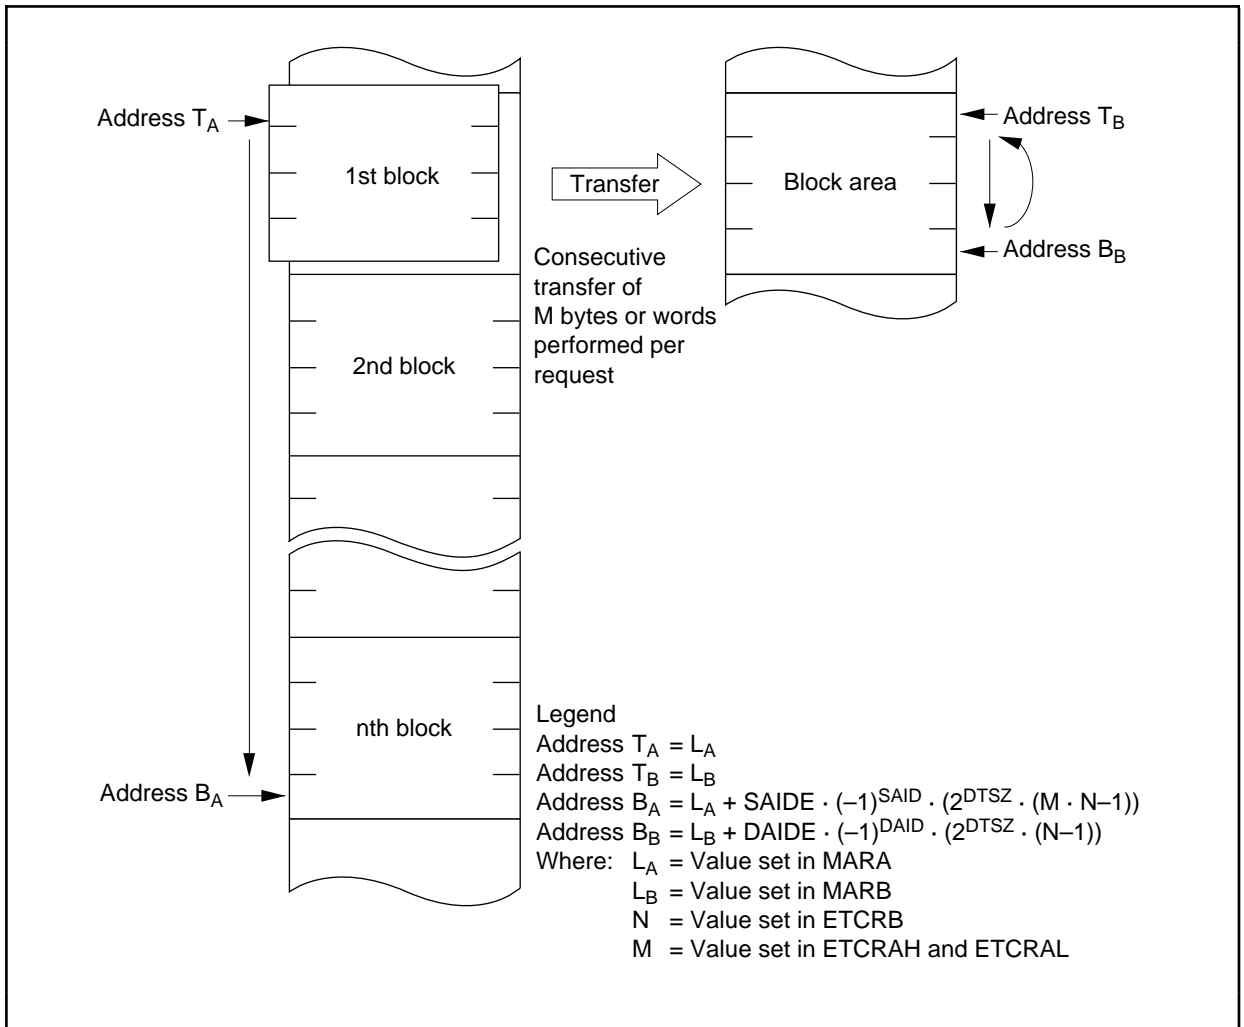 Address T_A
1st block
Transfer
Block area
Address T_B
Address B_B
Consecutive
transfer of
M bytes or words
performed per
request
2nd block
nth block
Address B_A
Legend
Address T_A = L_A
Address T_B = L_B
Address B_A = L_A + SAIDE · (–1)^SAID · (2^DTSZ · (M · N–1))
Address B_B = L_B + DAIDE · (–1)^DAID · (2^DTSZ · (N–1))
Where: L_A = Value set in MARA
L_B = Value set in MARB
N = Value set in ETCRB
M = Value set in ETCRAH and ETCRAL